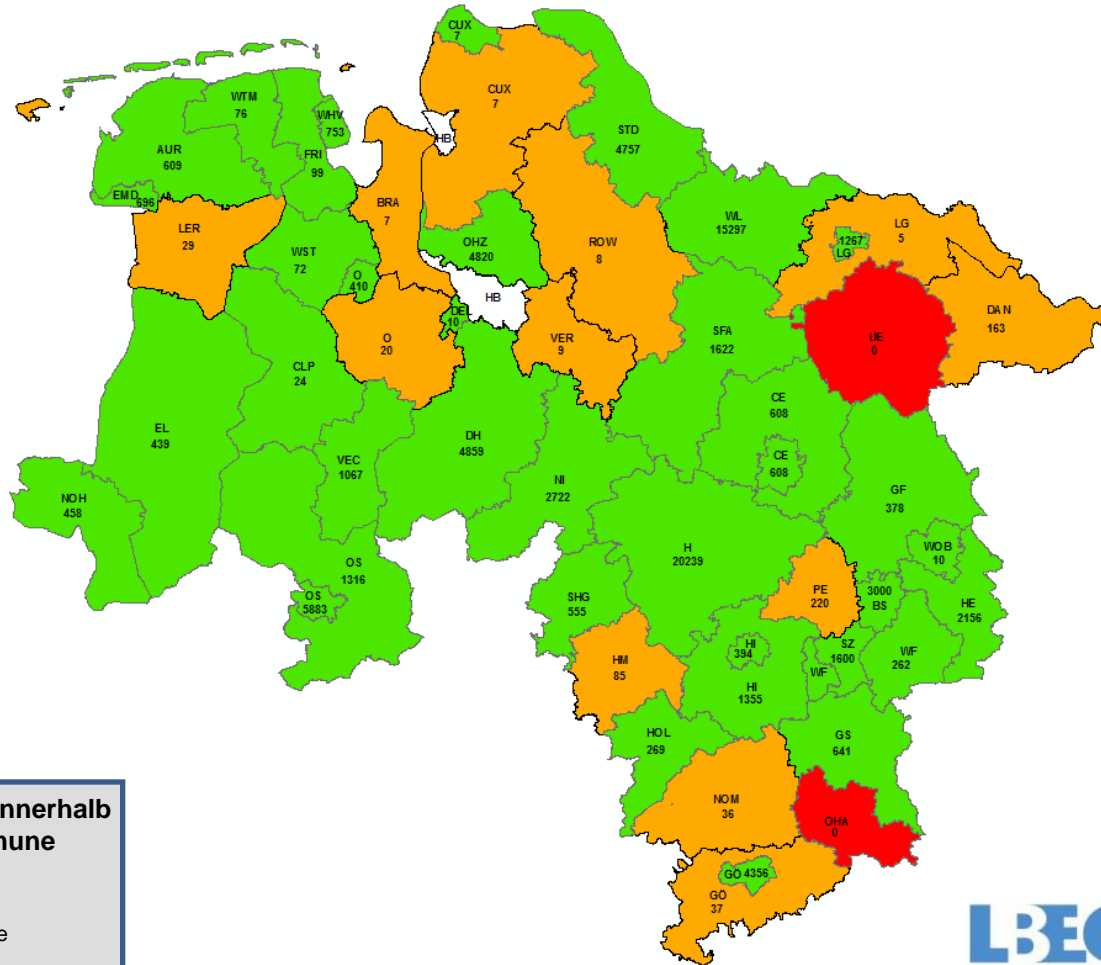 CUX
7
CUX
7
HB
WTM
76
WHV
753
AUR
609
FRI
99
EMD
696
STD
4757
BRA
7
LER
29
WL
15297
LG
5
1267
LG
OHZ
4820
ROW
8
WST
72
O
410
HB
DEL
10
DAN
163
SFA
1622
UE
0
O
20
VER
9
CLP
24
CE
608
EL
439
DH
4859
VEC
1067
CE
608
NI
2722
GF
378
NOH
458
H
20239
WOB
10
OS
1316
OS
5883
SHG
555
PE
220
3000
BS
HE
2156
HI
394
SZ
1600
WF
262
HM
85
WF
HI
1355
HOL
269
GS
641
NOM
36
OHA
0
GÖ 4356
GÖ
37
nnerhalb
mune
e
LBEG